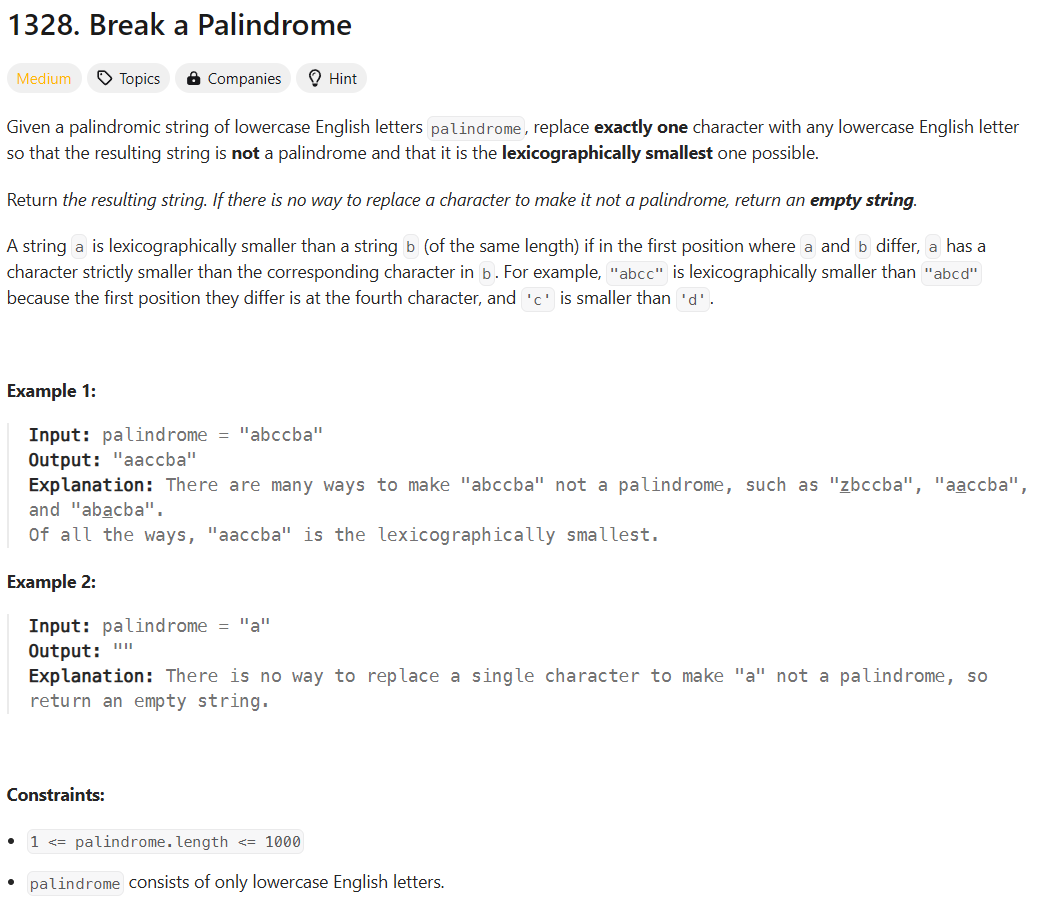 1328. Break a Palindrome
Medium Topics Companies Hint
Given a palindromic string of lowercase English letters palindrome, replace exactly one character with any lowercase English letter
so that the resulting string is not a palindrome and that it is the lexicographically smallest one possible.
Return the resulting string. If there is no way to replace a character to make it not a palindrome, return an empty string.
A string a is lexicographically smaller than a string b (of the same length) if in the first position where a and b differ, a has a
character strictly smaller than the corresponding character in b. For example, "abcc" is lexicographically smaller than "abcd"
because the first position they differ is at the fourth character, and 'c' is smaller than 'd'.
Example 1:
Input: palindrome = "abccba"
Output: "aaccba"
Explanation: There are many ways to make "abccba" not a palindrome, such as "zbccba", "aaccba",
and "abacba".
Of all the ways, "aaccba" is the lexicographically smallest.
Example 2:
Input: palindrome = "a"
Output: ""
Explanation: There is no way to replace a single character to make "a" not a palindrome, so
return an empty string.
Constraints:
• 1 <= palindrome.length <= 1000
• palindrome consists of only lowercase English letters.